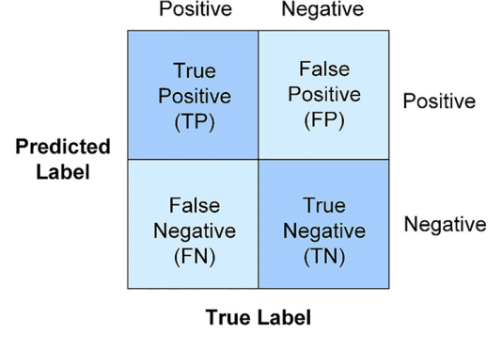 Positive Negative
True
Positive
(TP)
False
Positive
(FP)
Positive
Predicted
Label
False
Negative
(FN)
True
Negative
(TN)
Negative
True Label